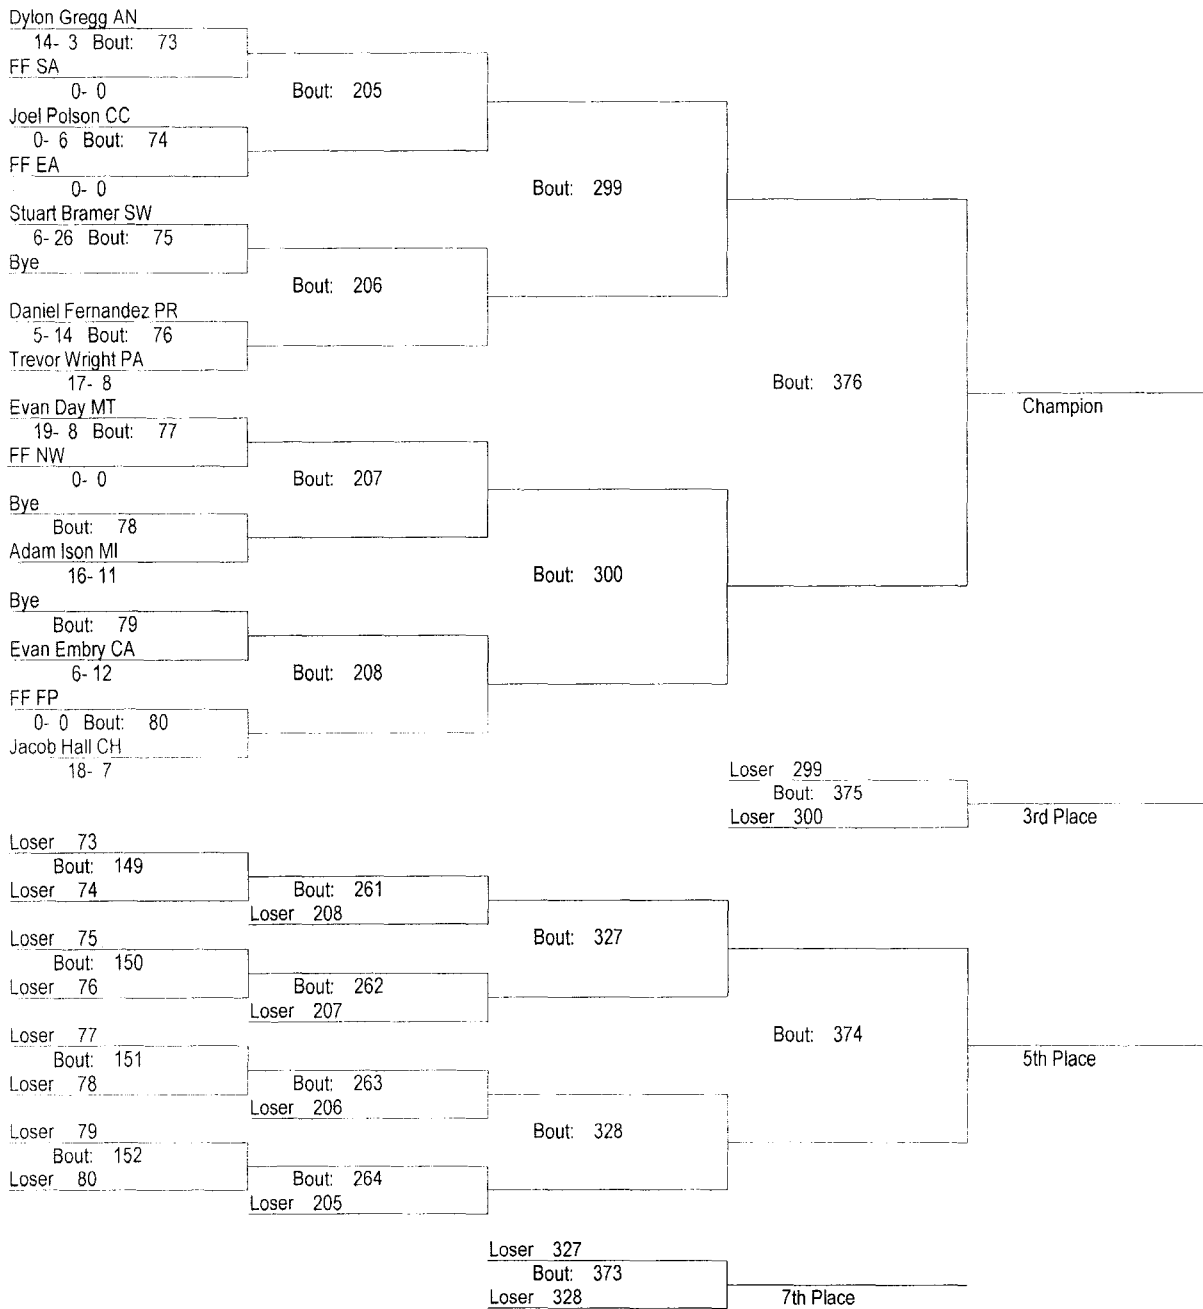 Dylon Gregg AN
14- 3 Bout: 73
FF SA
0- 0
Bout: 205
Joel Polson CC
0- 6 Bout: 74
FF EA
0- 0
Bout: 299
Stuart Bramer SW
6- 26 Bout: 75
Bye
Bout: 206
Daniel Fernandez PR
5- 14 Bout: 76
Trevor Wright PA
17- 8
Bout: 376
Champion
Evan Day MT
19- 8 Bout: 77
FF NW
0- 0
Bout: 207
Bye
Bout: 78
Adam Ison MI
16- 11
Bout: 300
Bye
Bout: 79
Evan Embry CA
6- 12
Bout: 208
FF FP
0- 0 Bout: 80
Jacob Hall CH
18- 7
Loser 299
Bout: 375
Loser 300
3rd Place
Loser 73
Bout: 149
Loser 74
Bout: 261
Loser 208
Bout: 327
Loser 75
Bout: 150
Loser 76
Bout: 262
Loser 207
Bout: 374
5th Place
Loser 77
Bout: 151
Loser 78
Bout: 263
Loser 206
Bout: 328
Loser 79
Bout: 152
Loser 80
Bout: 264
Loser 205
Loser 327
Bout: 373
Loser 328
7th Place